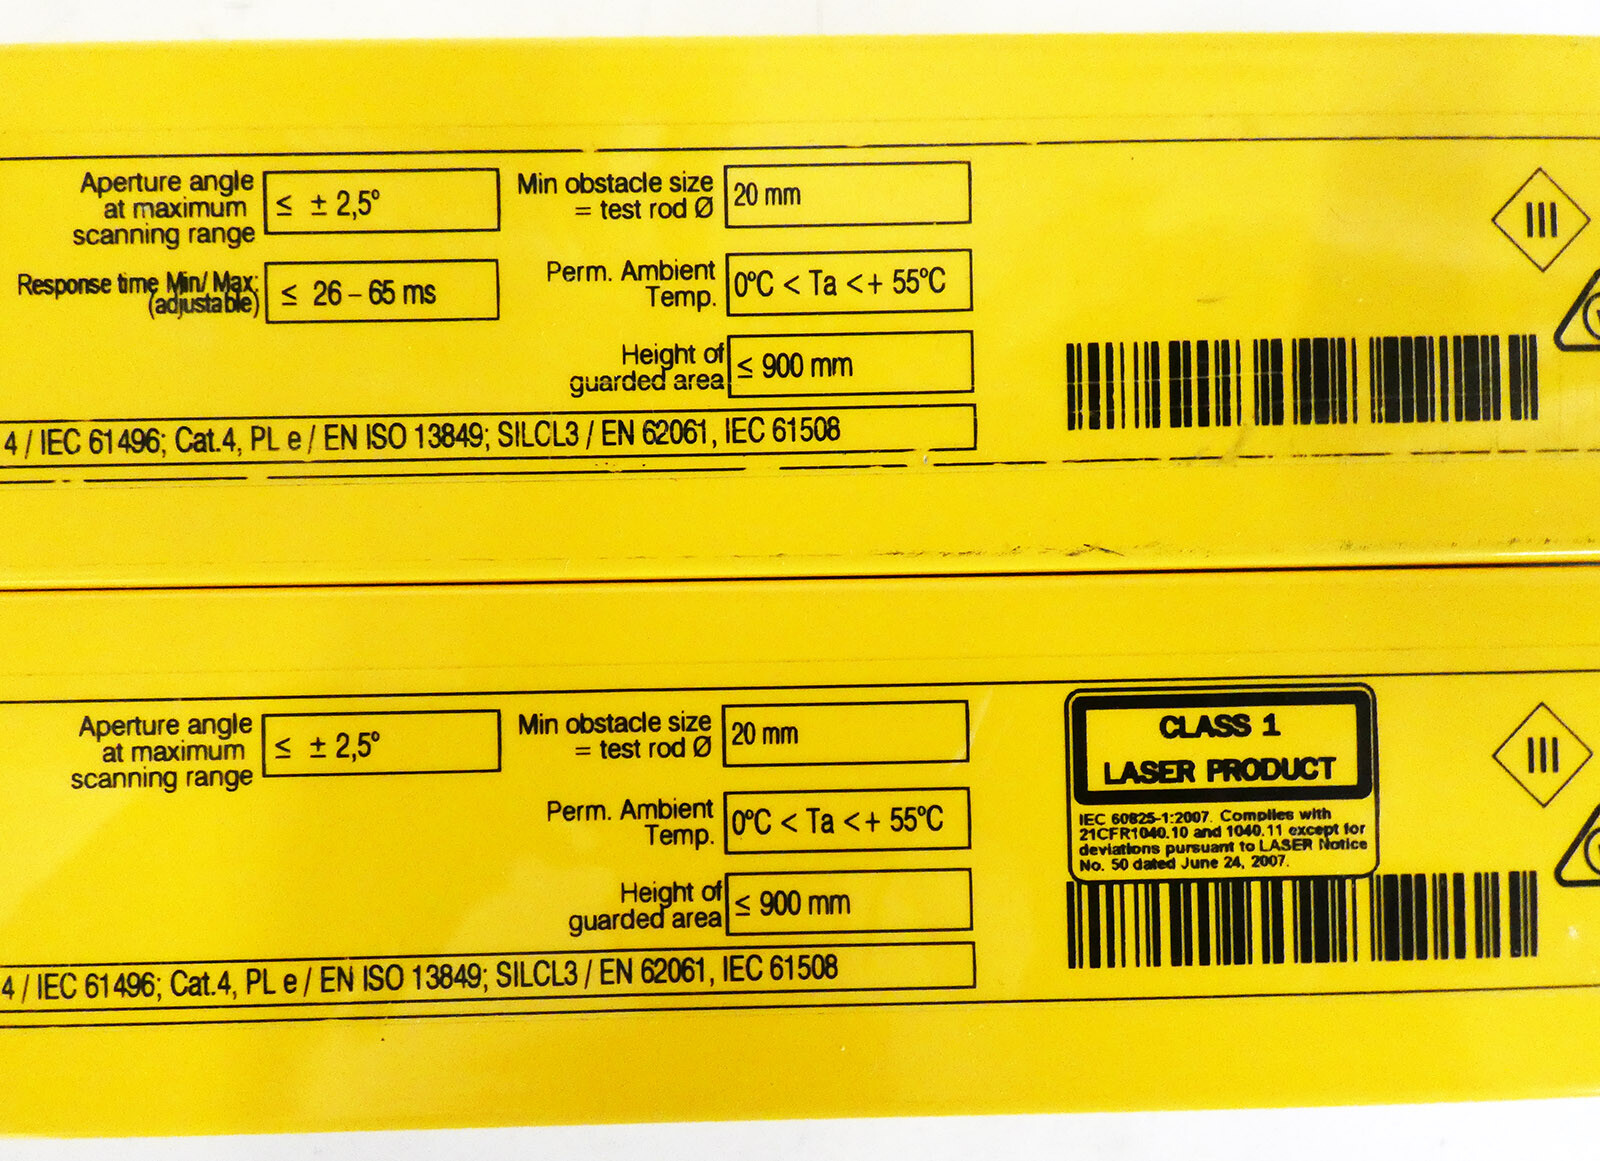 Aperture angle
at maximum
scanning range
≤ ± 2,5°
Min obstacle size
= test rod Ø
20 mm
III
Response time Min/ Max:
(adjustable)
≤ 26 – 65 ms
Perm. Ambient
Temp.
0°C < Ta <+ 55°C
Height of
guarded area
≤ 900 mm
4 / IEC 61496; Cat.4, PL e / EN ISO 13849; SILCL3 / EN 62061, IEC 61508
Aperture angle
at maximum
scanning range
≤ ± 2,5°
Min obstacle size
= test rod Ø
20 mm
CLASS 1
LASER PRODUCT
IEC 60825-1:2007. Complies with
21CFR1040.10 and 1040.11 except for
deviations pursuant to LASER Notice
No. 50 dated June 24, 2007.
III
Perm. Ambient
Temp.
0°C < Ta <+ 55°C
Height of
guarded area
≤ 900 mm
4 / IEC 61496; Cat.4, PL e / EN ISO 13849; SILCL3 / EN 62061, IEC 61508